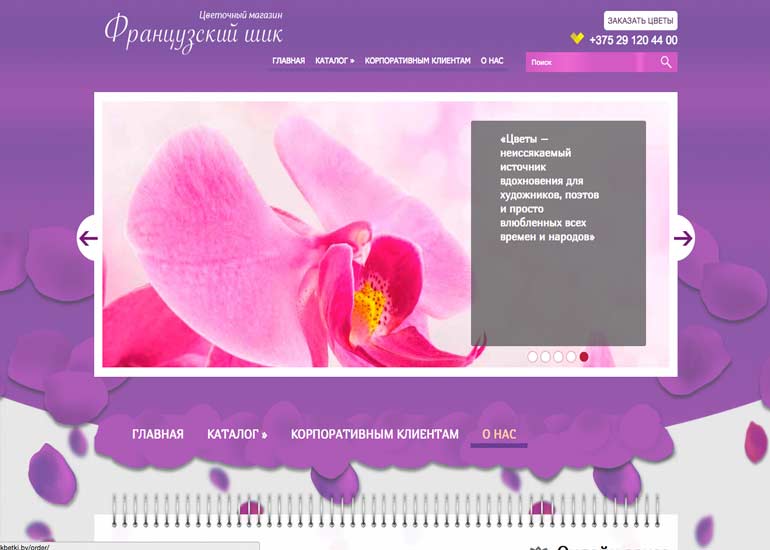 Цветочный магазин
Французский шик
ЗАКАЗАТЬ ЦВЕТЫ
+375 29 120 44 00
ГЛАВНАЯ КАТАЛОГ » КОРПОРАТИВНЫМ КЛИЕНТАМ О НАС
Поиск
«Цветы –
неиссякаемый
источник
вдохновения для
художников, поэтов
и просто
влюбленных всех
времен и народов»
ГЛАВНАЯ КАТАЛОГ » КОРПОРАТИВНЫМ КЛИЕНТАМ О НАС
kbetki.by/order/